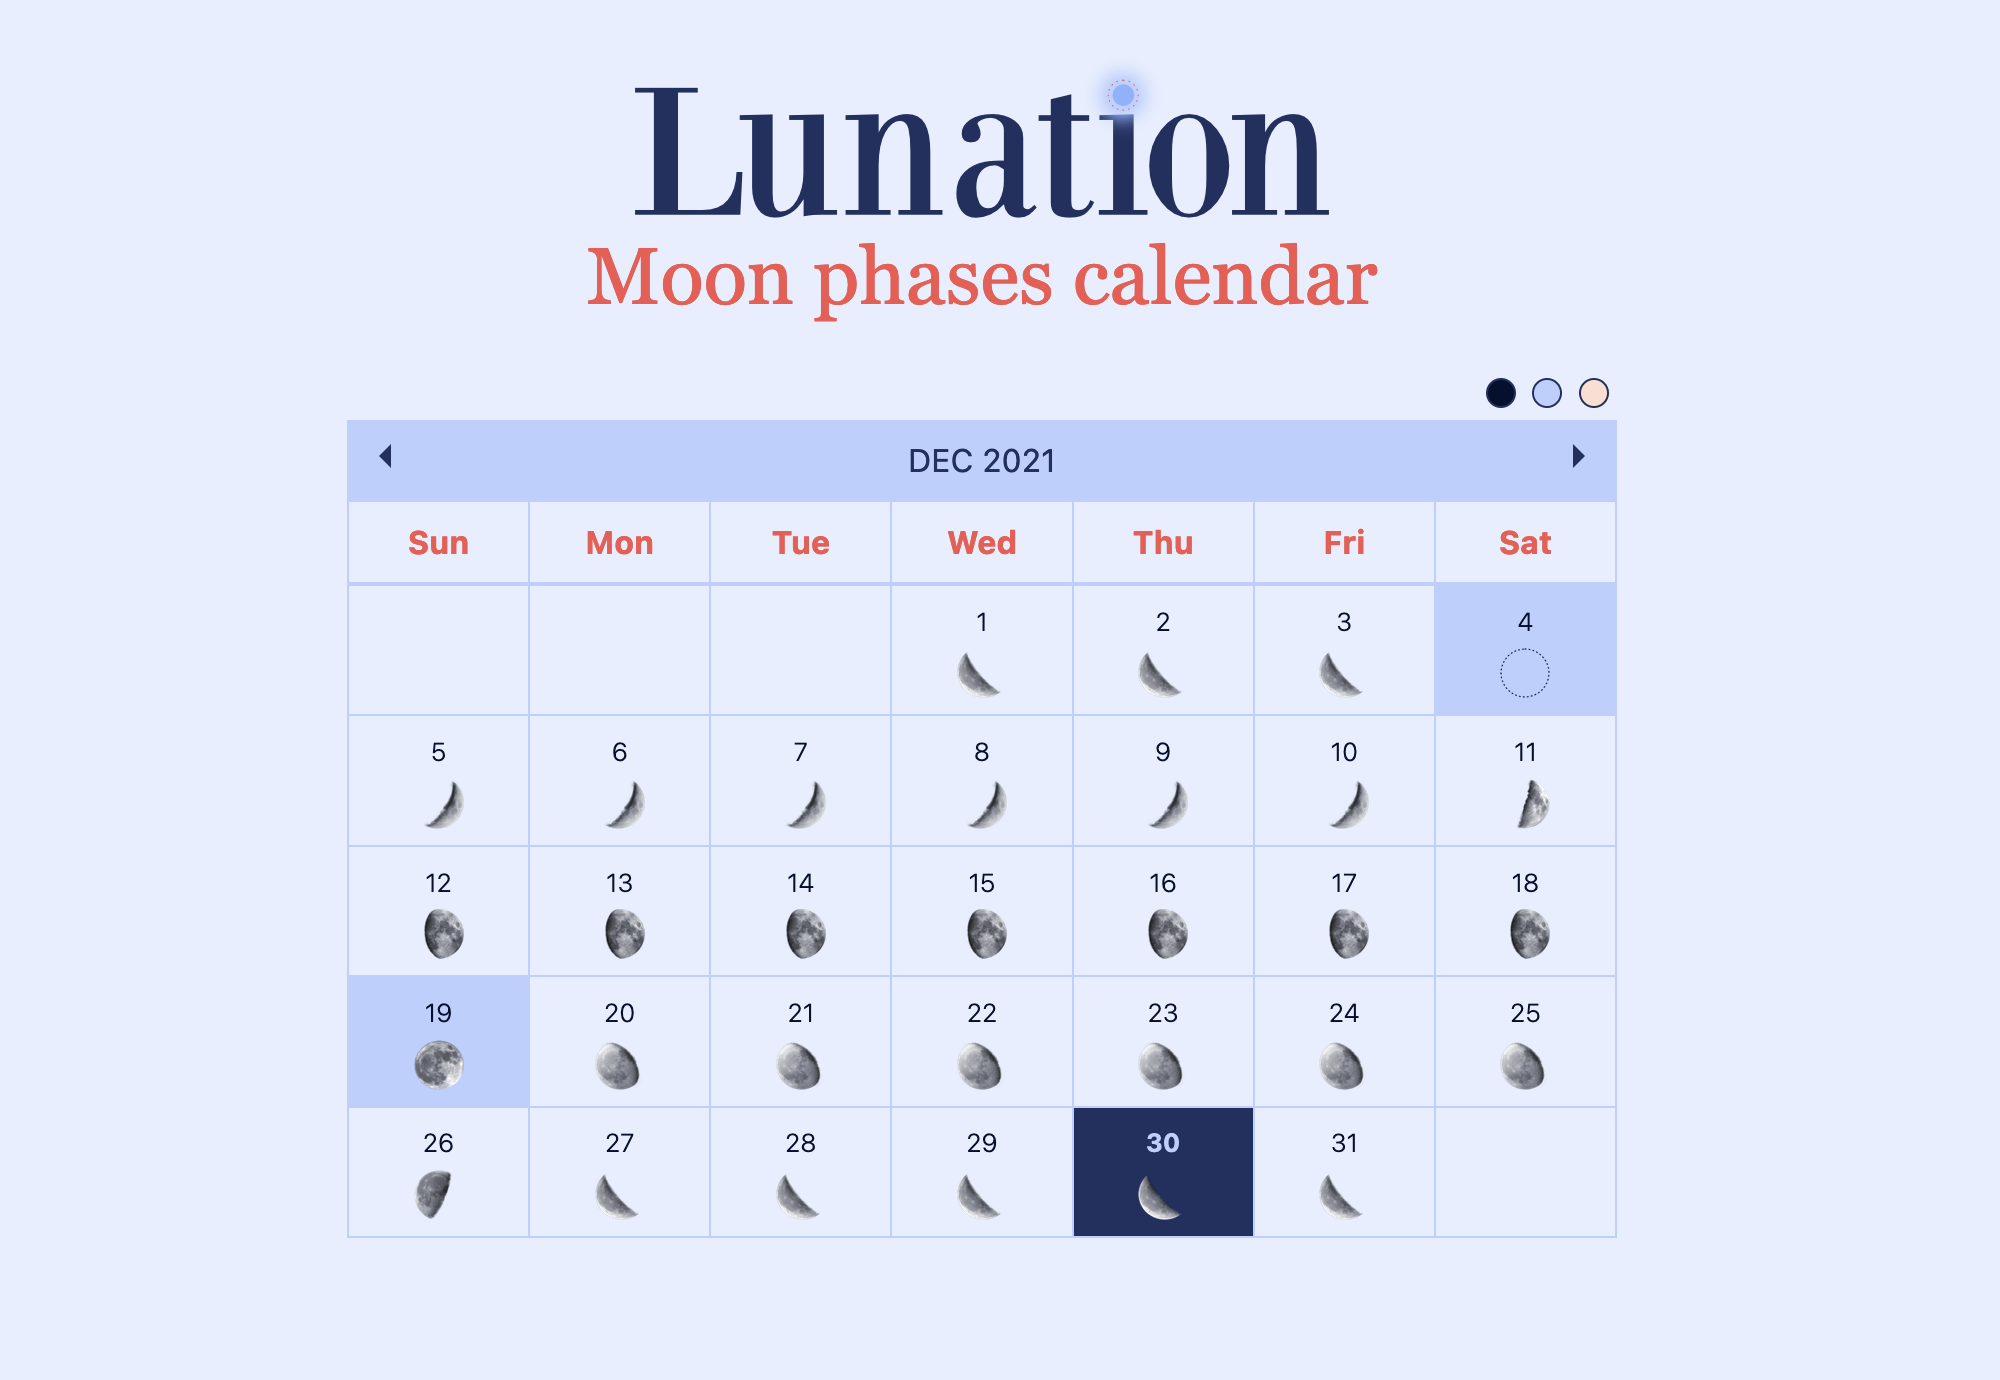 Lunation
Moon phases calendar
DEC 2021
Sun Mon Tue Wed Thu Fri Sat
1 2 3 4
5 6 7 8 9 10 11
12 13 14 15 16 17 18
19 20 21 22 23 24 25
26 27 28 29 30 31